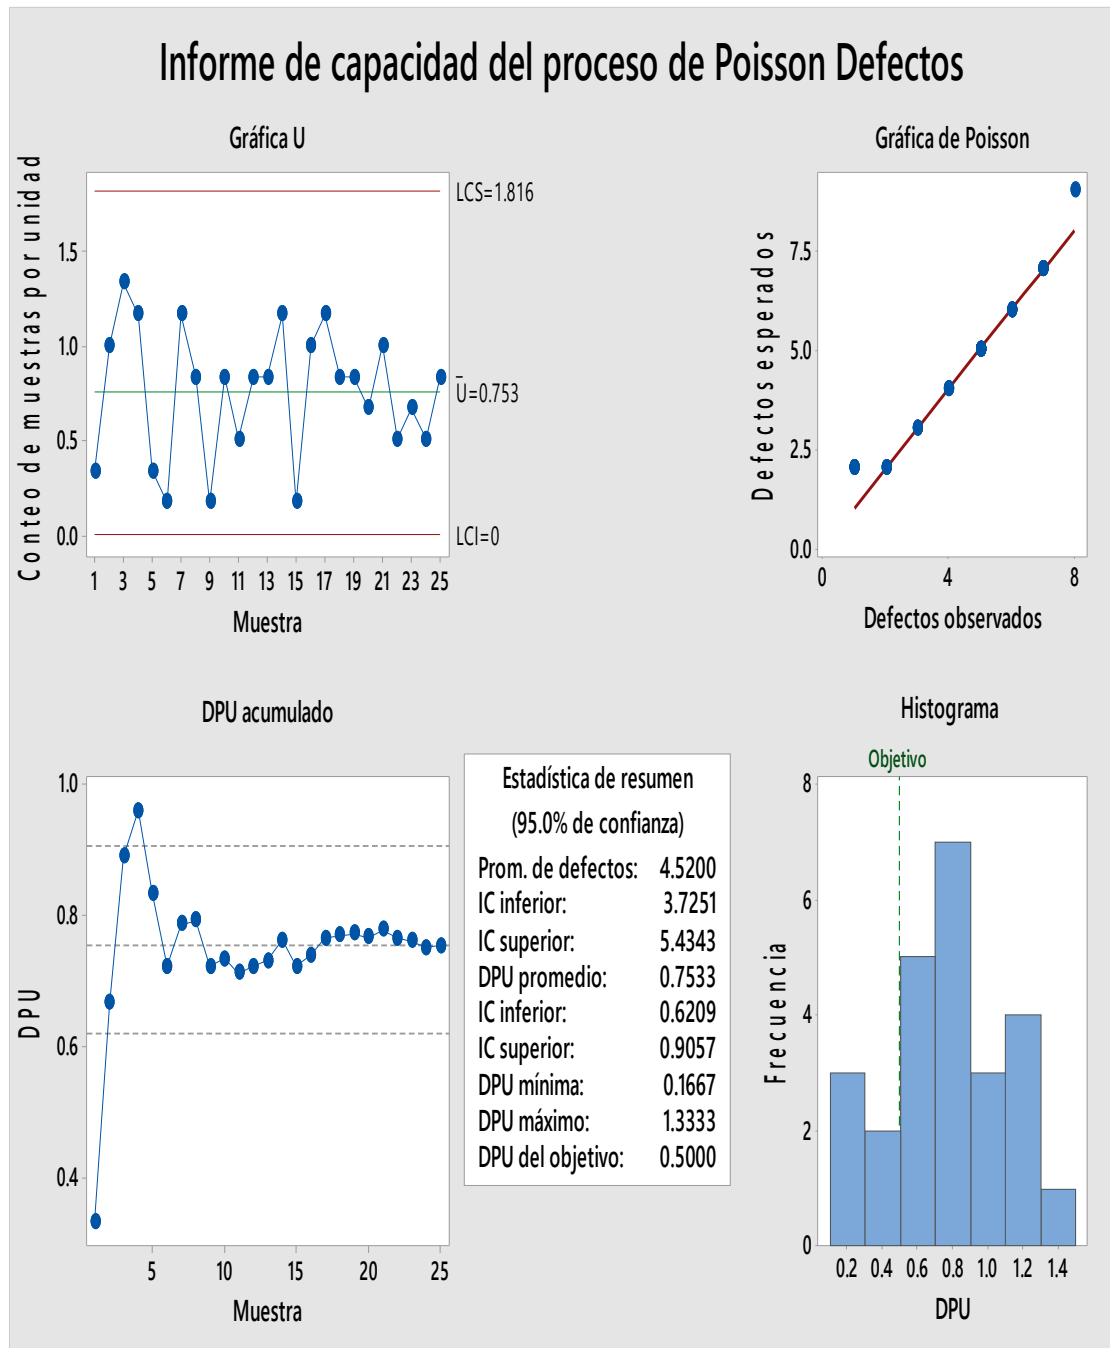 Informe de capacidad del proceso de Poisson Defectos
Gráfica U
Conteo de muestras por unidad
1.5
1.0
0.5
0.0
LCS=1.816
U̅=0.753
LCI=0
1 3 5 7 9 11 13 15 17 19 21 23 25
Muestra
Gráfica de Poisson
Defectos esperados
7.5
5.0
2.5
0.0
0 4 8
Defectos observados
DPU acumulado
DPU
1.0
0.8
0.6
0.4
5 10 15 20 25
Muestra
Estadística de resumen
(95.0% de confianza)
Prom. de defectos: 4.5200
IC inferior: 3.7251
IC superior: 5.4343
DPU promedio: 0.7533
IC inferior: 0.6209
IC superior: 0.9057
DPU mínima: 0.1667
DPU máximo: 1.3333
DPU del objetivo: 0.5000
Histograma
Objetivo
Frecuencia
8
6
4
2
0
0.2 0.4 0.6 0.8 1.0 1.2 1.4
DPU